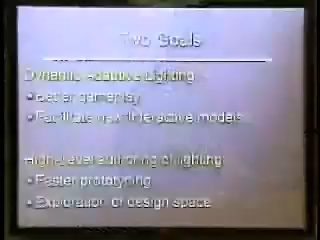 Two Goals
Dynamic Adaptive Lighting
Better gameplay
Facilitate new interactive models
High-Level authoring of lighting
Faster prototyping
Exploration of design space